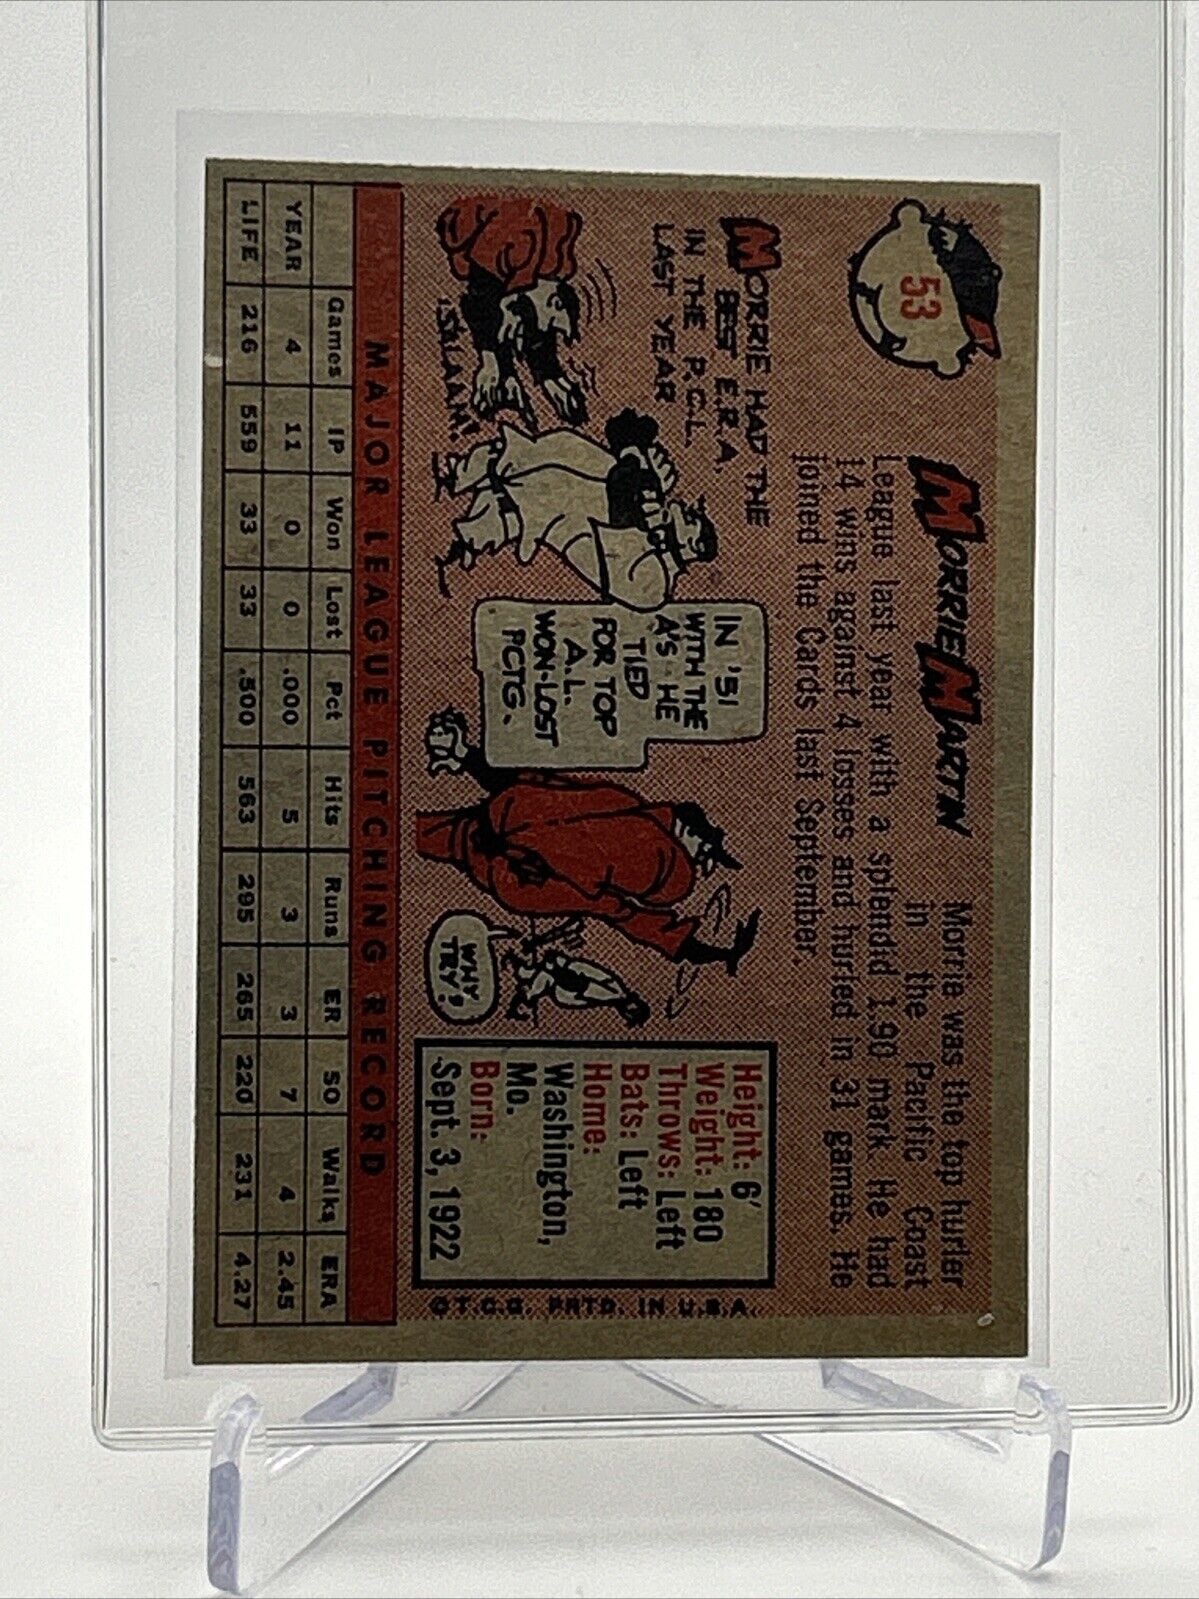 53
MORRIE MARTIN
Morrie was the top hurler
in the Pacific Coast
League last year with a splendid 1.90 mark. He had
14 wins against 4 losses and hurled in 31 games. He
joined the Cards last September.
MORRIE HAD THE
BEST E.R.A.
IN THE P.C.L.
LAST YEAR
SALAAM!
IN '51
WITH THE
A'S - HE
TIED
FOR TOP
A.L.
WON-LOST
PCTG.
WHY
TRY?
Height: 6'
Weight: 180
Throws: Left
Bats: Left
Home:
Washington,
Mo.
Born:
Sept. 3, 1922
©T.C.G. PRTD. IN U.S.A.
MAJOR LEAGUE PITCHING RECORD
Games IP Won Lost Pct Hits Runs ER SO Walks ERA
YEAR 4 11 0 0 .000 5 3 3 7 4 2.45
LIFE 216 559 33 33 .500 563 295 265 220 231 4.27